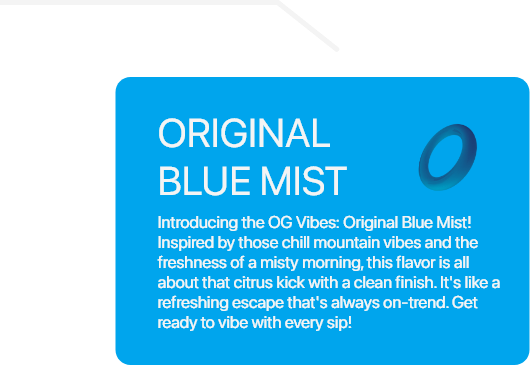 ORIGINAL
BLUE MIST
Introducing the OG Vibes: Original Blue Mist!
Inspired by those chill mountain vibes and the
freshness of a misty morning, this flavor is all
about that citrus kick with a clean finish. It's like a
refreshing escape that's always on-trend. Get
ready to vibe with every sip!